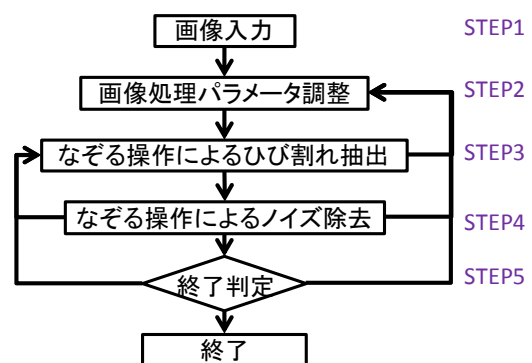 画像入力
STEP1
画像処理パラメータ調整
STEP2
なぞる操作によるひび割れ抽出
STEP3
なぞる操作によるノイズ除去
STEP4
終了判定
STEP5
終了